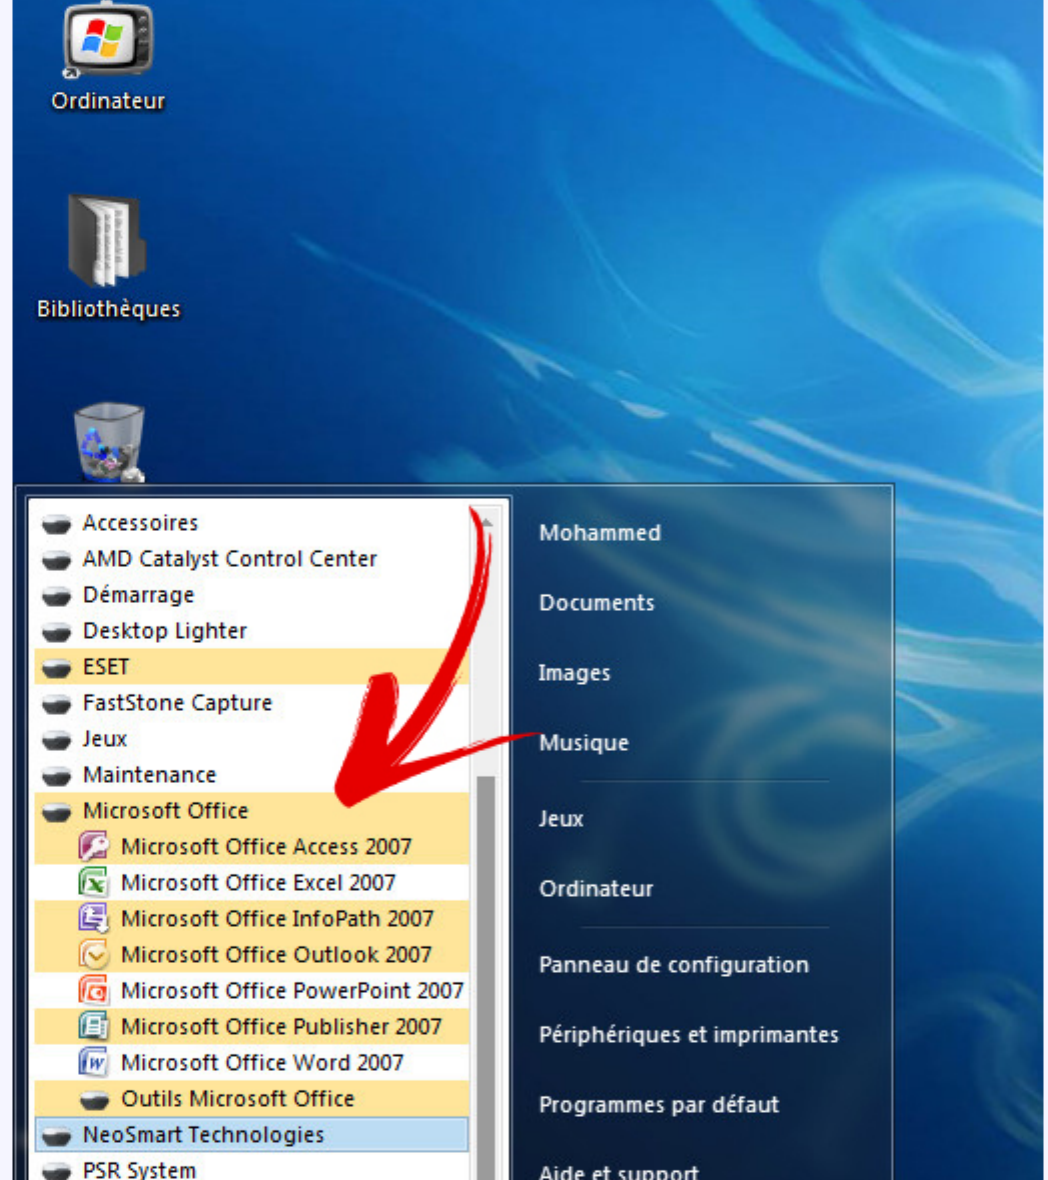 Ordinateur
Bibliothèques
Accessoires
AMD Catalyst Control Center
Démarrage
Desktop Lighter
ESET
FastStone Capture
Jeux
Maintenance
Microsoft Office
Microsoft Office Access 2007
Microsoft Office Excel 2007
Microsoft Office InfoPath 2007
Microsoft Office Outlook 2007
Microsoft Office PowerPoint 2007
Microsoft Office Publisher 2007
Microsoft Office Word 2007
Outils Microsoft Office
NeoSmart Technologies
PSR System
Mohammed
Documents
Images
Musique
Jeux
Ordinateur
Panneau de configuration
Périphériques et imprimantes
Programmes par défaut
Aide et support